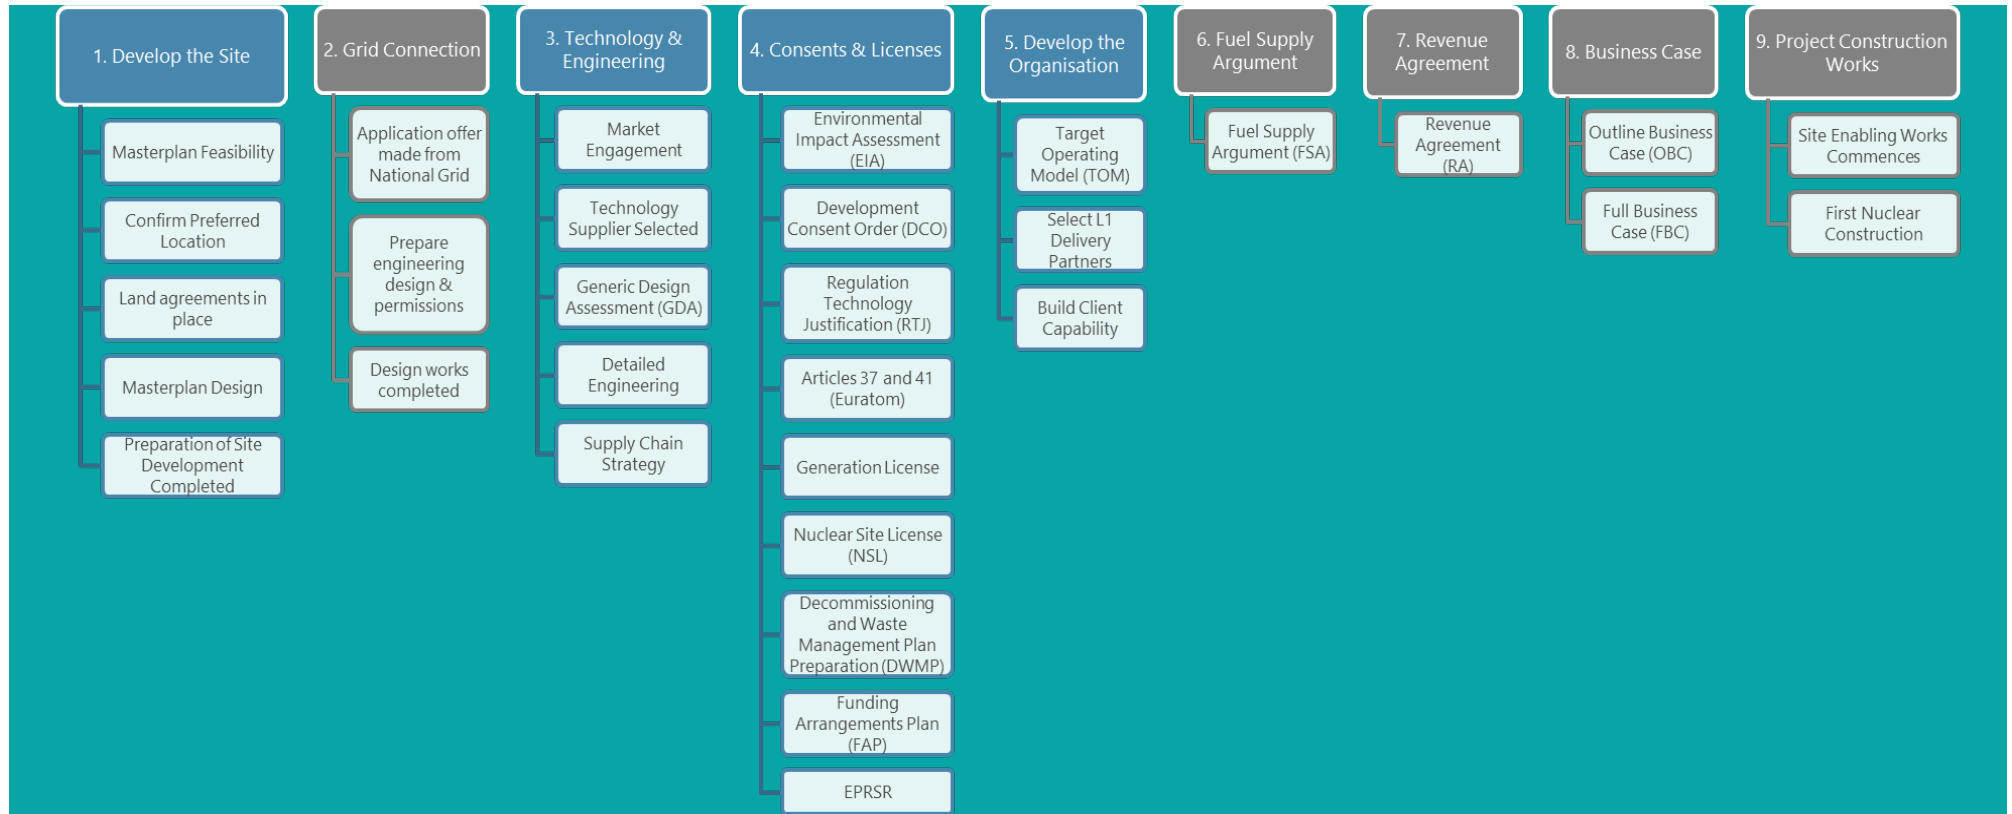 1. Develop the Site
Masterplan Feasibility
Confirm Preferred
Location
Land agreements in
place
Masterplan Design
Preparation of Site
Development
Completed
2. Grid Connection
Application offer
made from
National Grid
Prepare
engineering
design &
permissions
Design works
completed
3. Technology &
Engineering
Market
Engagement
Technology
Supplier Selected
Generic Design
Assessment (GDA)
Detailed
Engineering
Supply Chain
Strategy
4. Consents & Licenses
Environmental
Impact Assessment
(EIA)
Development
Consent Order (DCO)
Regulation
Technology
Justification (RTJ)
Articles 37 and 41
(Euratom)
Generation License
Nuclear Site License
(NSL)
Decommissioning
and Waste
Management Plan
Preparation (DWMP)
Funding
Arrangements Plan
(FAP)
EPRSR
5. Develop the
Organisation
Target
Operating
Model (TOM)
Select L1
Delivery
Partners
Build Client
Capability
6. Fuel Supply
Argument
Fuel Supply
Argument (FSA)
7. Revenue
Agreement
Revenue
Agreement
(RA)
8. Business Case
Outline Business
Case (OBC)
Full Business
Case (FBC)
9. Project Construction
Works
Site Enabling Works
Commences
First Nuclear
Construction